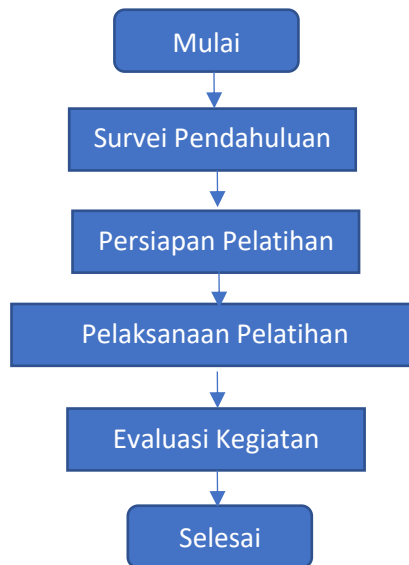 Mulai
Survei Pendahuluan
Persiapan Pelatihan
Pelaksanaan Pelatihan
Evaluasi Kegiatan
Selesai